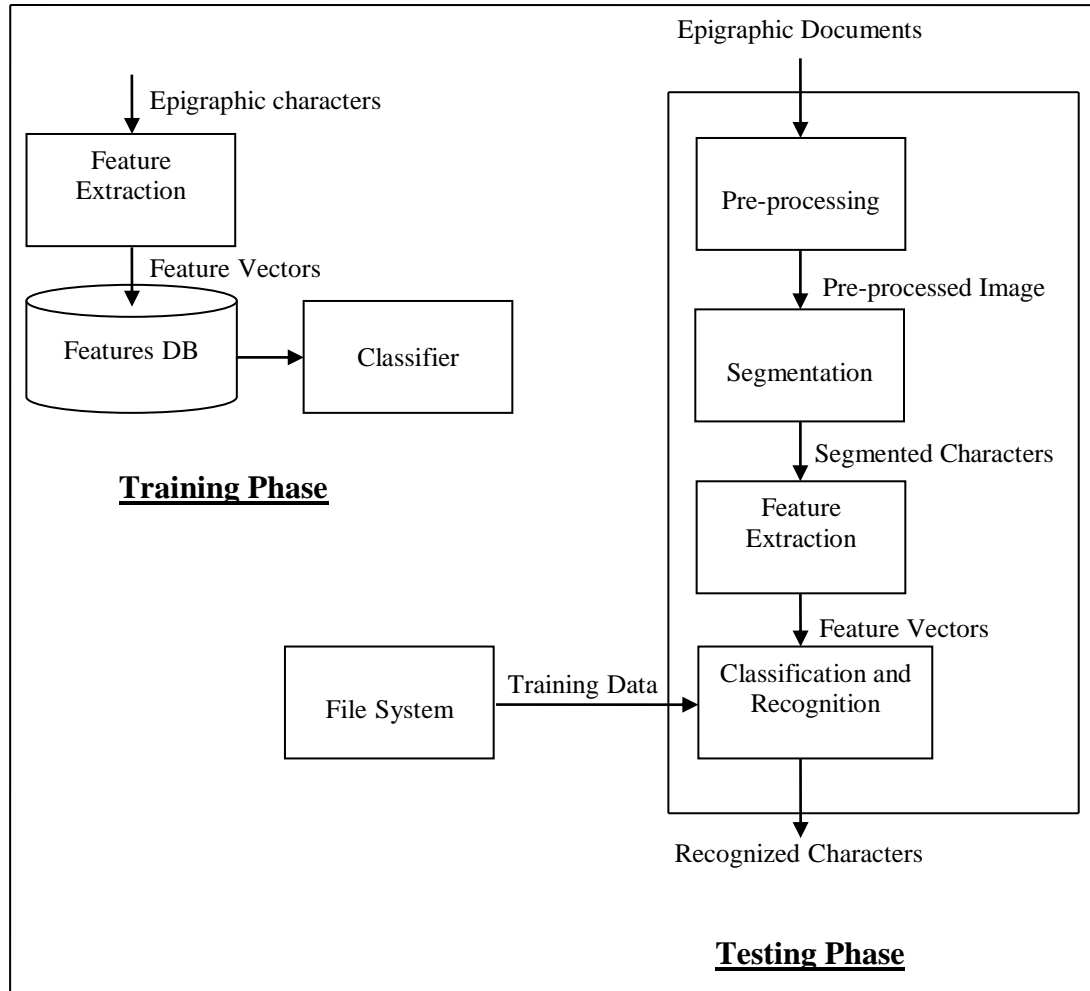 Epigraphic Documents
Epigraphic characters
Feature
Extraction
Feature Vectors
Features DB
Classifier
Training Phase
Pre-processing
Pre-processed Image
Segmentation
Segmented Characters
Feature
Extraction
Feature Vectors
File System
Training Data
Classification and
Recognition
Recognized Characters
Testing Phase